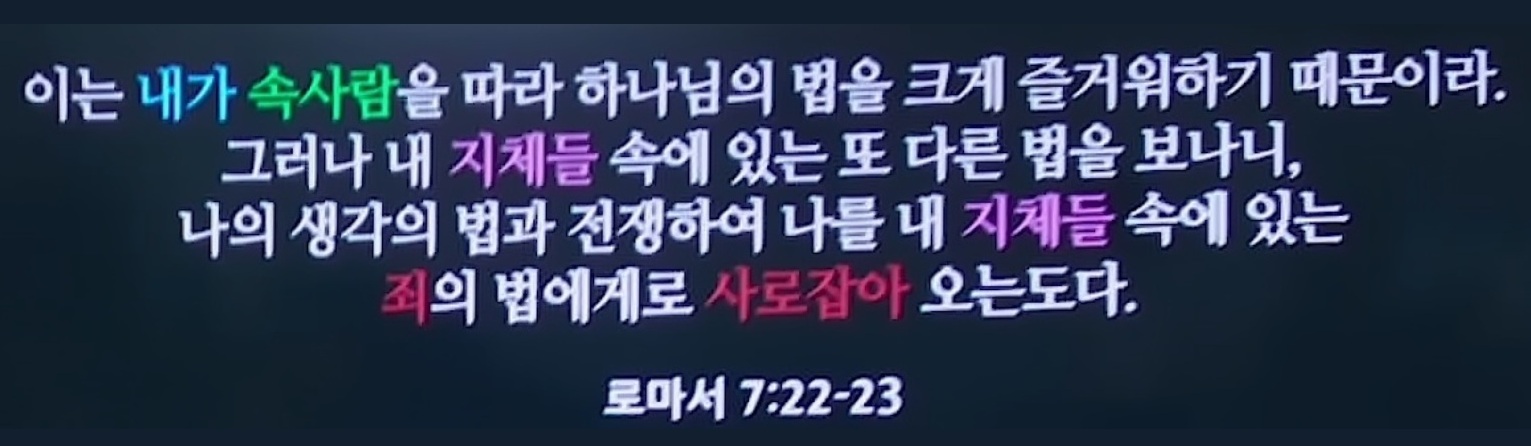 이는 내가 속사람을 따라 하나님의 법을 크게 즐거워하기 때문이라.
그러나 내 지체들 속에 있는 또 다른 법을 보나니,
나의 생각의 법과 전쟁하여 나를 내 지체들 속에 있는
죄의 법에게로 사로잡아 오는도다.
로마서 7:22-23